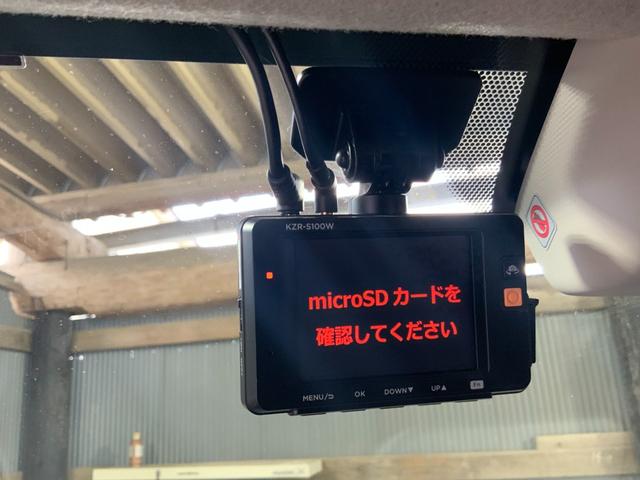 KZR-S100W
microSD カードを
確認してください
MENU/⮌ OK DOWN▼ UP▲ Fn